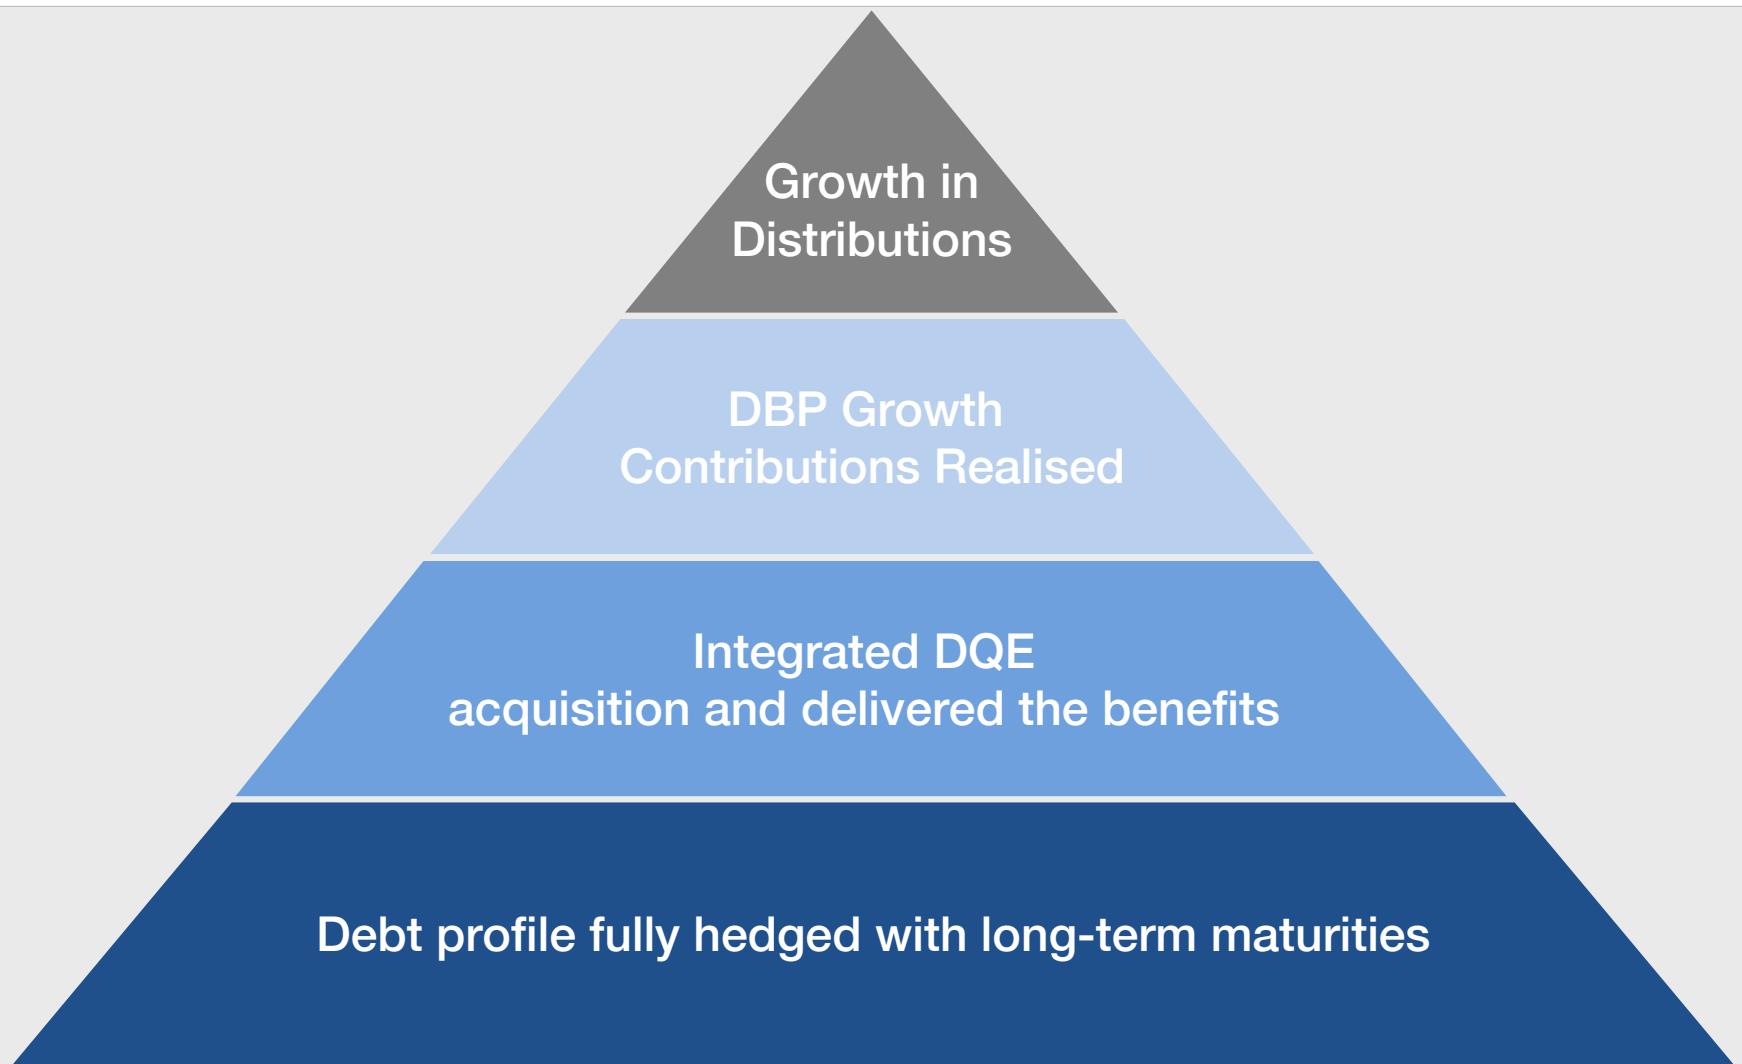 Growth in
Distributions
DBP Growth
Contributions Realised
Integrated DQE
acquisition and delivered the benefits
Debt profile fully hedged with long-term maturities